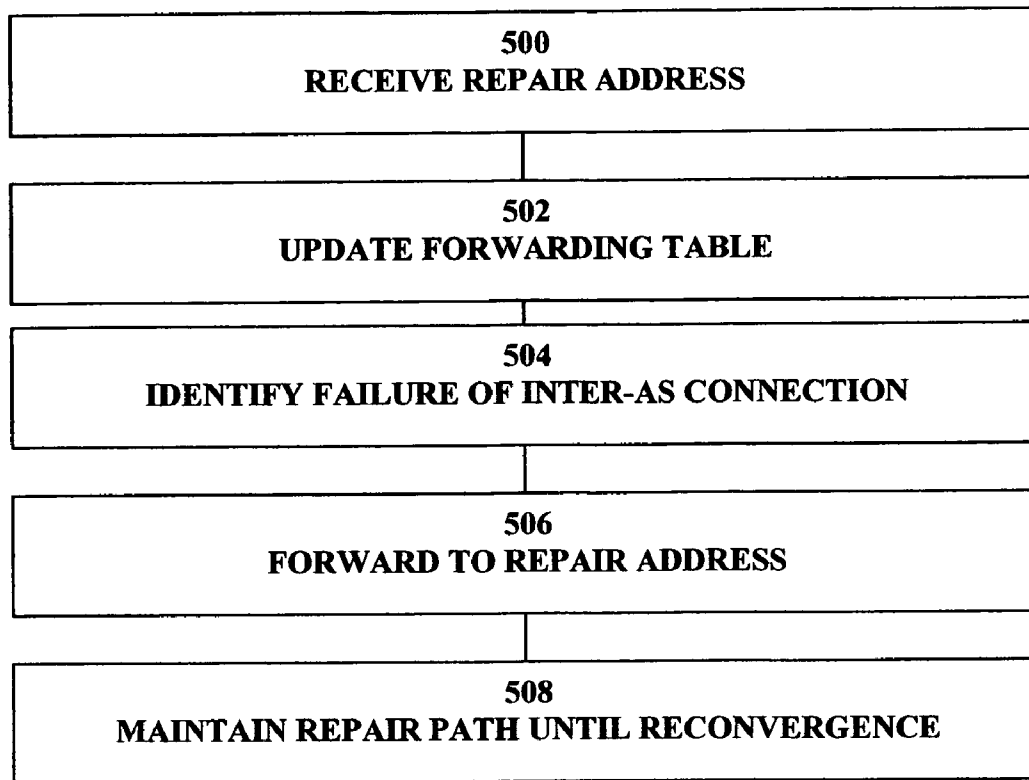 500
RECEIVE REPAIR ADDRESS
502
UPDATE FORWARDING TABLE
504
IDENTIFY FAILURE OF INTER-AS CONNECTION
506
FORWARD TO REPAIR ADDRESS
508
MAINTAIN REPAIR PATH UNTIL RECONVERGENCE